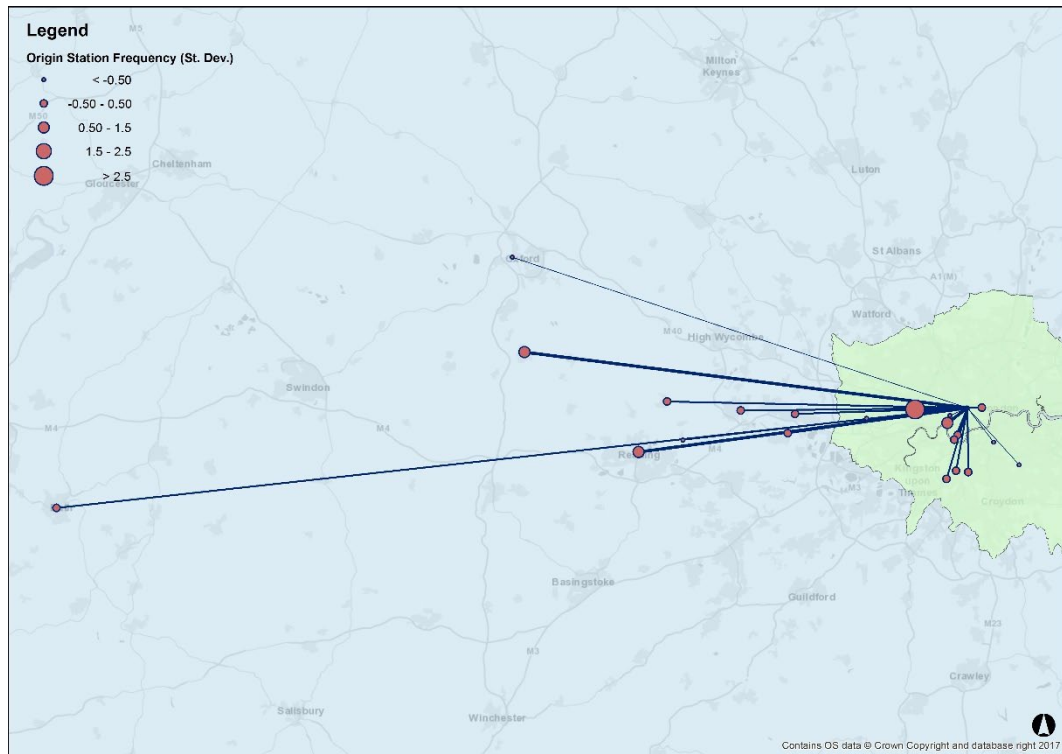 Legend
Origin Station Frequency (St. Dev.)
< -0.50
-0.50 - 0.50
0.50 - 1.5
1.5 - 2.5
> 2.5
M5
M50
Milton
Keynes
Cheltenham
Gloucester
Luton
St Albans
A1(M)
Watford
M40
High Wycombe
Swindon
M4
M4
Reading
M4
M3
Kingston
upon
Thames
Croydon
Basingstoke
Guildford
M3
M23
Crawley
Salisbury
Winchester
Contains OS data © Crown Copyright and database right 2017